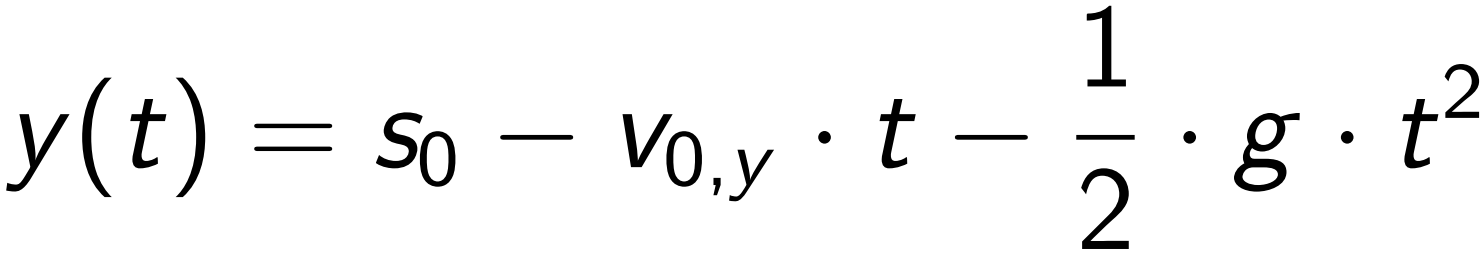 y(t) = s₀ − v₀,y · t − 1/2 · g · t²